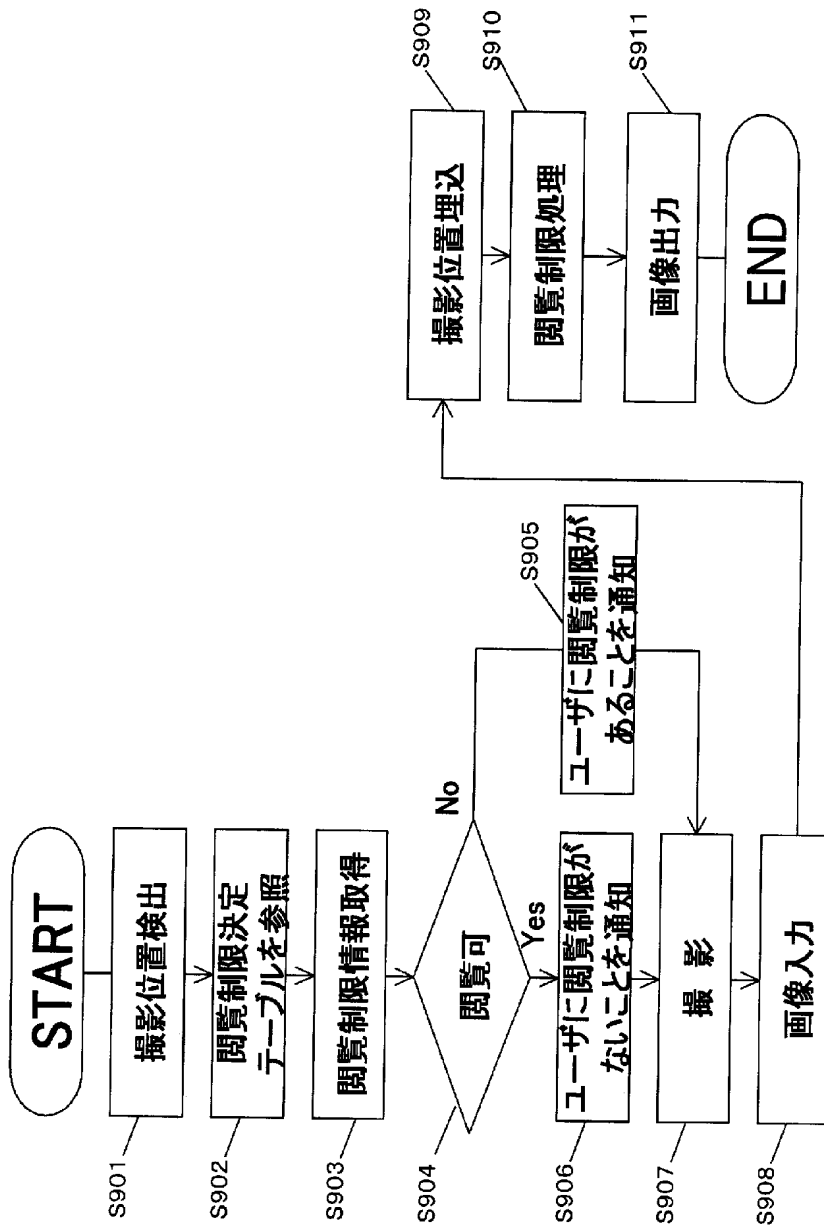 START
S901
撮影位置検出
S902
閲覧制限決定
テーブルを参照
S903
閲覧制限情報取得
S904
閲覧可
No
Yes
S905
ユーザに閲覧制限が
あることを通知
S906
ユーザに閲覧制限が
ないことを通知
S907
撮 影
S908
画像入力
S909
撮影位置埋込
S910
閲覧制限処理
S911
画像出力
END